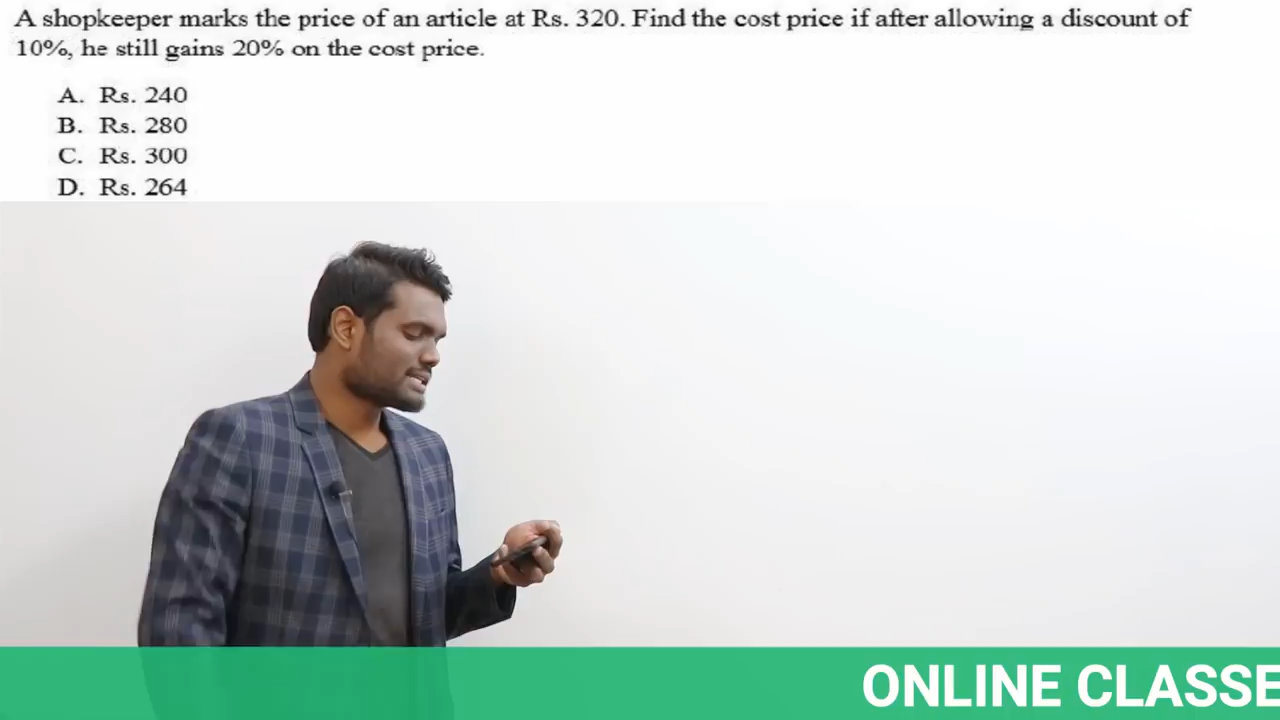 A shopkeeper marks the price of an article at Rs. 320. Find the cost price if after allowing a discount of
10%, he still gains 20% on the cost price.
A. Rs. 240
B. Rs. 280
C. Rs. 300
D. Rs. 264
ONLINE CLASSE